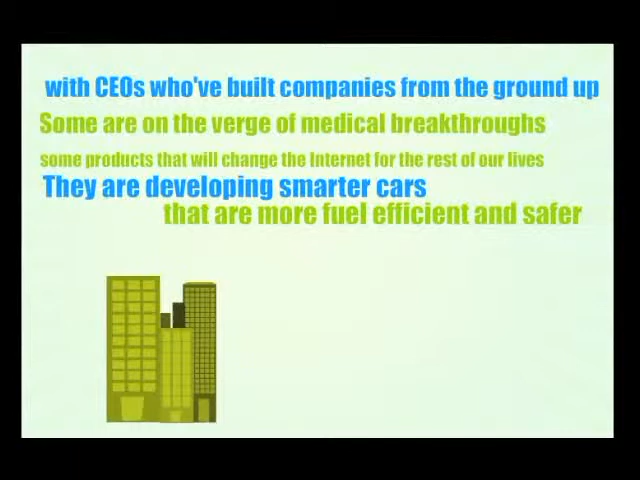 with CEOs who've built companies from the ground up
Some are on the verge of medical breakthroughs
some products that will change the Internet for the rest of our lives
They are developing smarter cars
that are more fuel efficient and safer